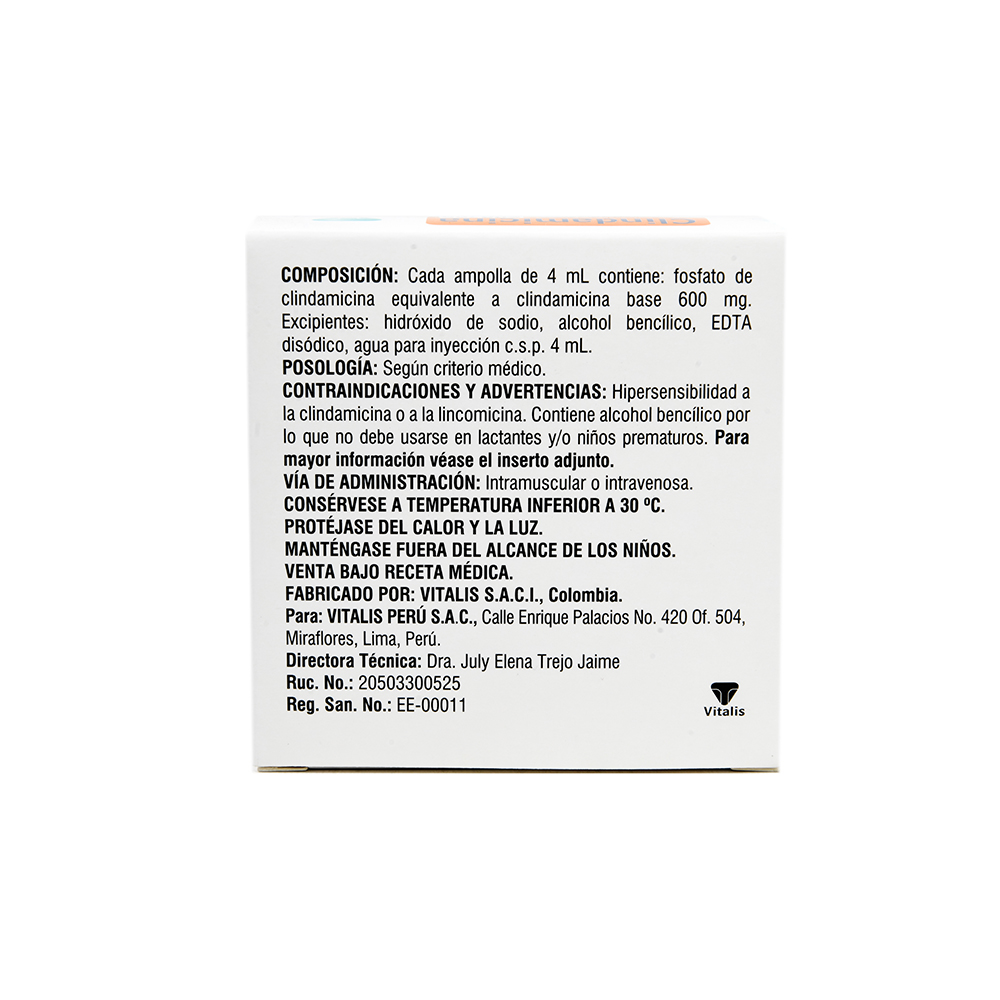 Clindamicina
COMPOSICIÓN: Cada ampolla de 4 mL contiene: fosfato de
clindamicina equivalente a clindamicina base 600 mg.
Excipientes: hidróxido de sodio, alcohol bencílico, EDTA
disódico, agua para inyección c.s.p. 4 mL.
POSOLOGÍA: Según criterio médico.
CONTRAINDICACIONES Y ADVERTENCIAS: Hipersensibilidad a
la clindamicina o a la lincomicina. Contiene alcohol bencílico por
lo que no debe usarse en lactantes y/o niños prematuros. Para
mayor información véase el inserto adjunto.
VÍA DE ADMINISTRACIÓN: Intramuscular o intravenosa.
CONSÉRVESE A TEMPERATURA INFERIOR A 30 ºC.
PROTÉJASE DEL CALOR Y LA LUZ.
MANTÉNGASE FUERA DEL ALCANCE DE LOS NIÑOS.
VENTA BAJO RECETA MÉDICA.
FABRICADO POR: VITALIS S.A.C.I., Colombia.
Para: VITALIS PERÚ S.A.C., Calle Enrique Palacios No. 420 Of. 504,
Miraflores, Lima, Perú.
Directora Técnica: Dra. July Elena Trejo Jaime
Ruc. No.: 20503300525
Reg. San. No.: EE-00011
Vitalis